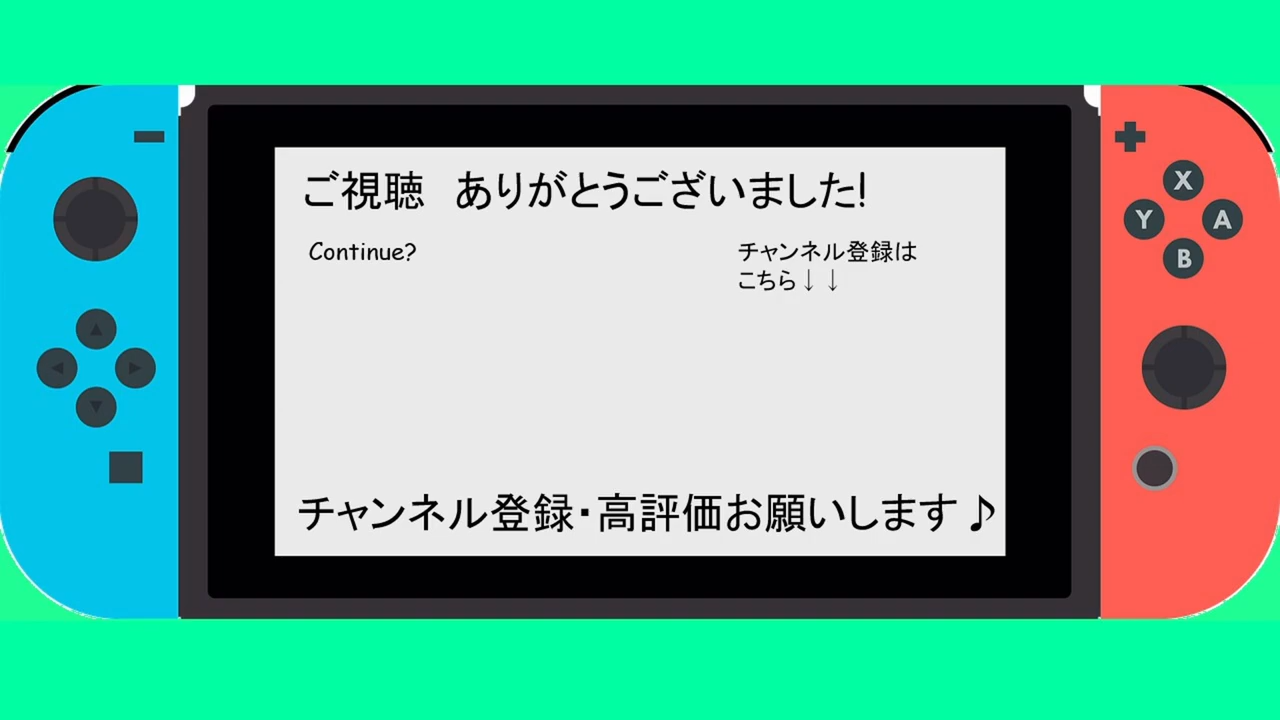 ご視聴　ありがとうございました!
Continue?
チャンネル登録は
こちら↓↓
X
Y
A
B
チャンネル登録・高評価お願いします♪